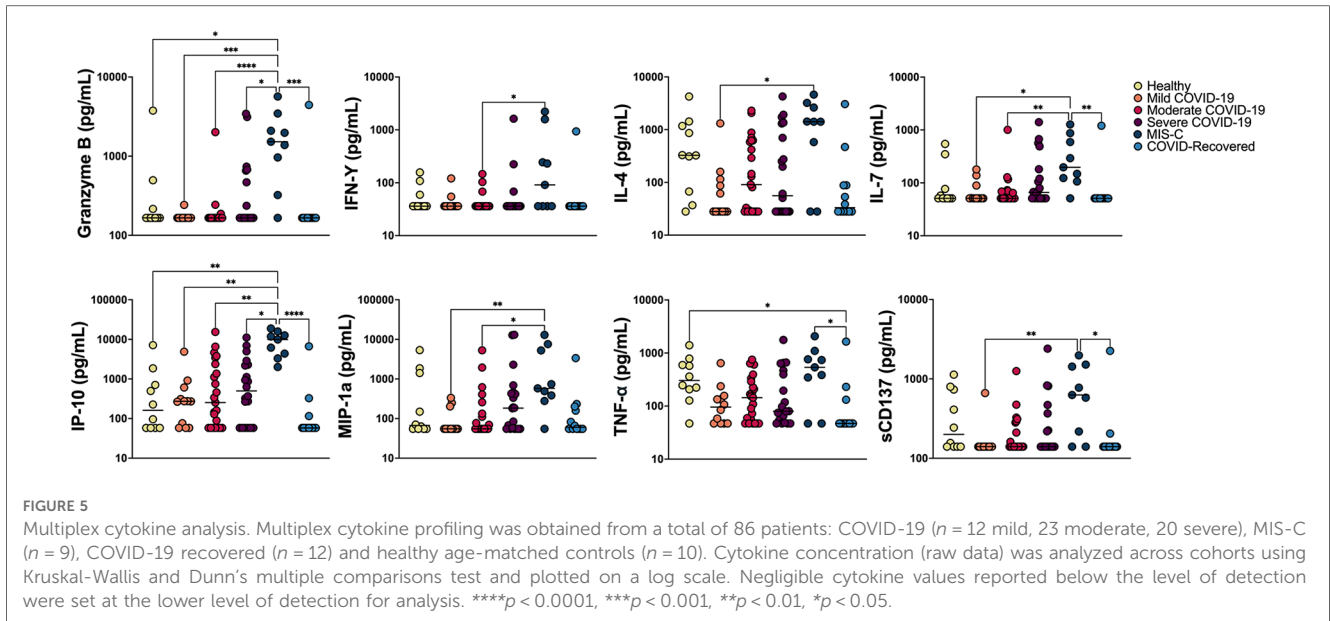 *
***
****
*
***
10000
1000
100
Granzyme B (pg/mL)
*
10000
1000
100
10
IFN-Y (pg/mL)
*
10000
1000
100
10
IL-4 (pg/mL)
*
**
**
10000
1000
100
10
IL-7 (pg/mL)
Healthy
Mild COVID-19
Moderate COVID-19
Severe COVID-19
MIS-C
COVID-Recovered
**
**
**
*
****
100000
10000
1000
100
10
IP-10 (pg/mL)
**
*
100000
10000
1000
100
10
MIP-1a (pg/mL)
*
*
10000
1000
100
10
TNF-α (pg/mL)
**
*
10000
1000
100
sCD137 (pg/mL)
FIGURE 5
Multiplex cytokine analysis. Multiplex cytokine profiling was obtained from a total of 86 patients: COVID-19 (n = 12 mild, 23 moderate, 20 severe), MIS-C
(n = 9), COVID-19 recovered (n = 12) and healthy age-matched controls (n = 10). Cytokine concentration (raw data) was analyzed across cohorts using
Kruskal-Wallis and Dunn's multiple comparisons test and plotted on a log scale. Negligible cytokine values reported below the level of detection
were set at the lower level of detection for analysis. ****p < 0.0001, ***p < 0.001, **p < 0.01, *p < 0.05.